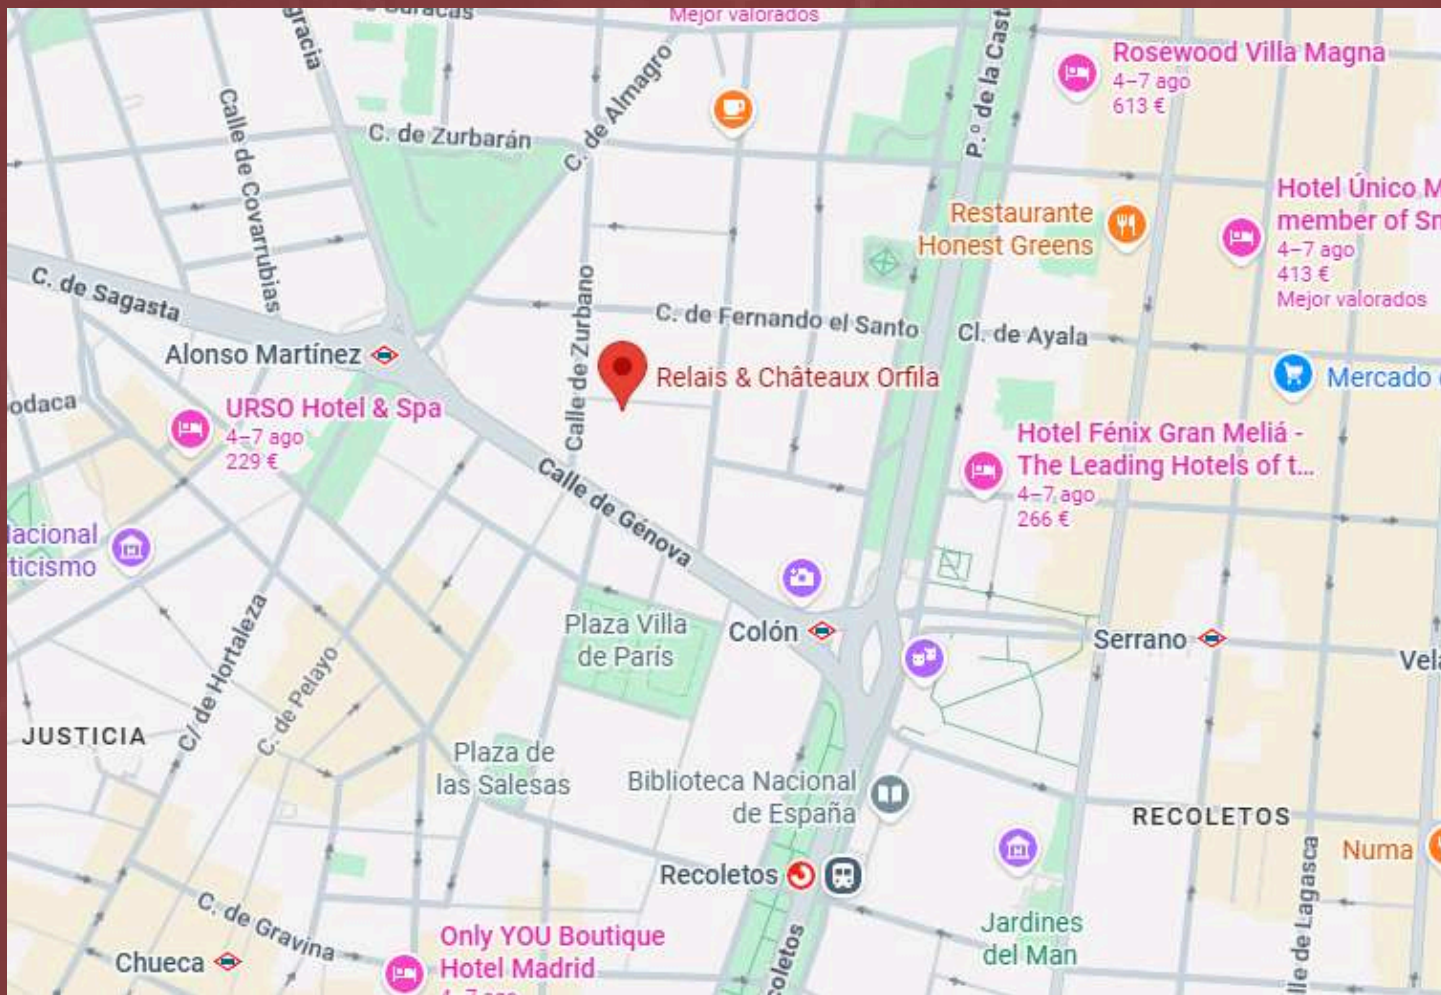 Mejor valorados
Rosewood Villa Magna
4–7 ago
613 €
C. de Almagro
P.º de la Cast
C. de Zurbarán
Calle de Covarrubias
Hotel Único M
member of Sm
4–7 ago
413 €
Mejor valorados
Restaurante
Honest Greens
C. de Sagasta
Calle de Zurbano
C. de Fernando el Santo
Cl. de Ayala
Alonso Martínez
Relais & Châteaux Orfila
Mercado
odaca
URSO Hotel & Spa
4–7 ago
229 €
Hotel Fénix Gran Meliá -
The Leading Hotels of t...
4–7 ago
266 €
Calle de Génova
acional
ticismo
Plaza Villa
de París
Colón
Serrano
Vela
C/ de Hortaleza
C. de Pelayo
JUSTICIA
Plaza de
las Salesas
Biblioteca Nacional
de España
RECOLETOS
Numa
Recoletos
lle de Lagasca
C. de Gravina
Jardines
del Man
Only YOU Boutique
Hotel Madrid
Chueca
coletos